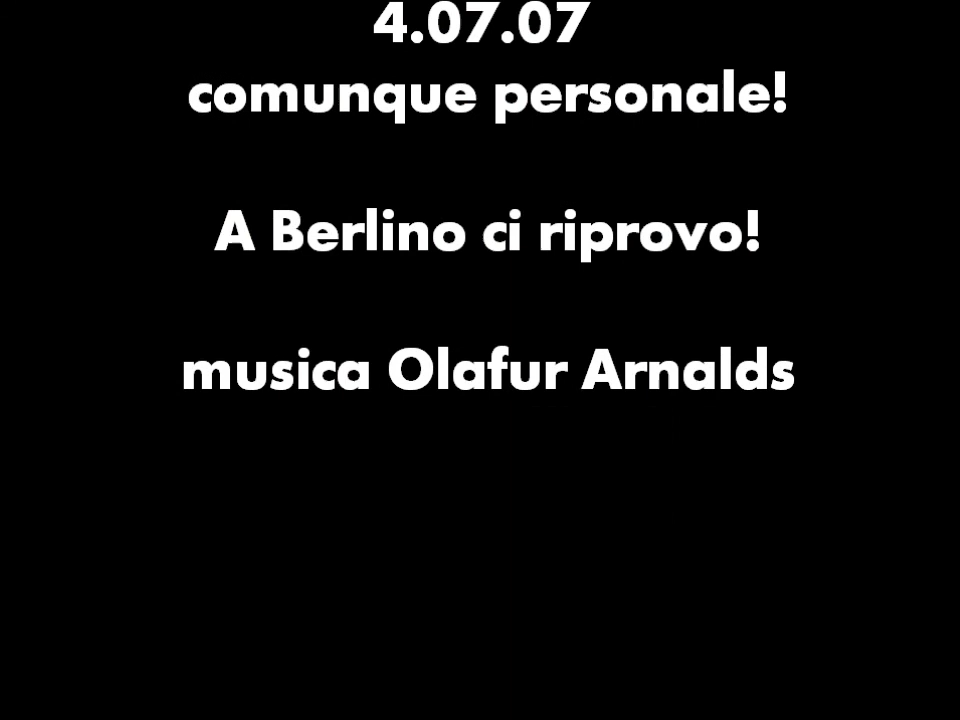 4.07.07
comunque personale!
A Berlino ci riprovo!
musica Olafur Arnalds